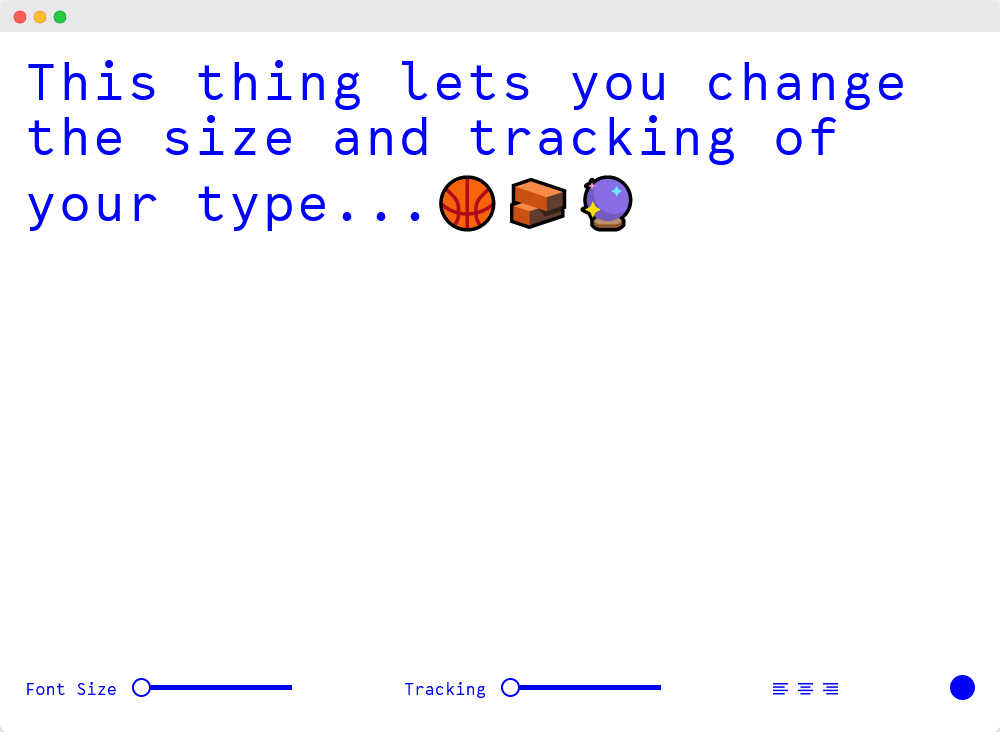 This thing lets you change
the size and tracking of
your type...🏀🧱🔮
Font Size
Tracking